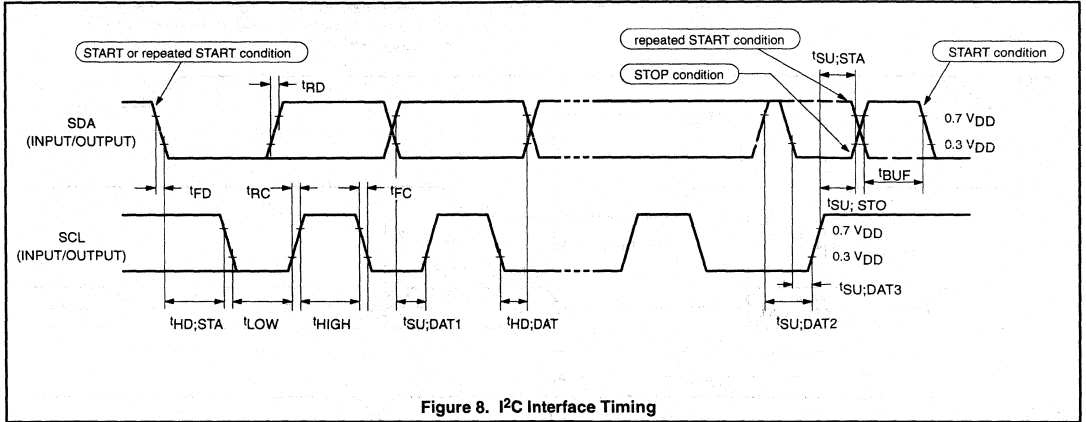 START or repeated START condition
repeated START condition
tSU;STA
START condition
STOP condition
tRD
SDA
(INPUT/OUTPUT)
0.7 VDD
0.3 VDD
tFD
tRC
tFC
tBUF
tSU; STO
SCL
(INPUT/OUTPUT)
0.7 VDD
0.3 VDD
tSU;DAT3
tHD;STA
tLOW
tHIGH
tSU;DAT1
tHD;DAT
tSU;DAT2
Figure 8. I2C Interface Timing